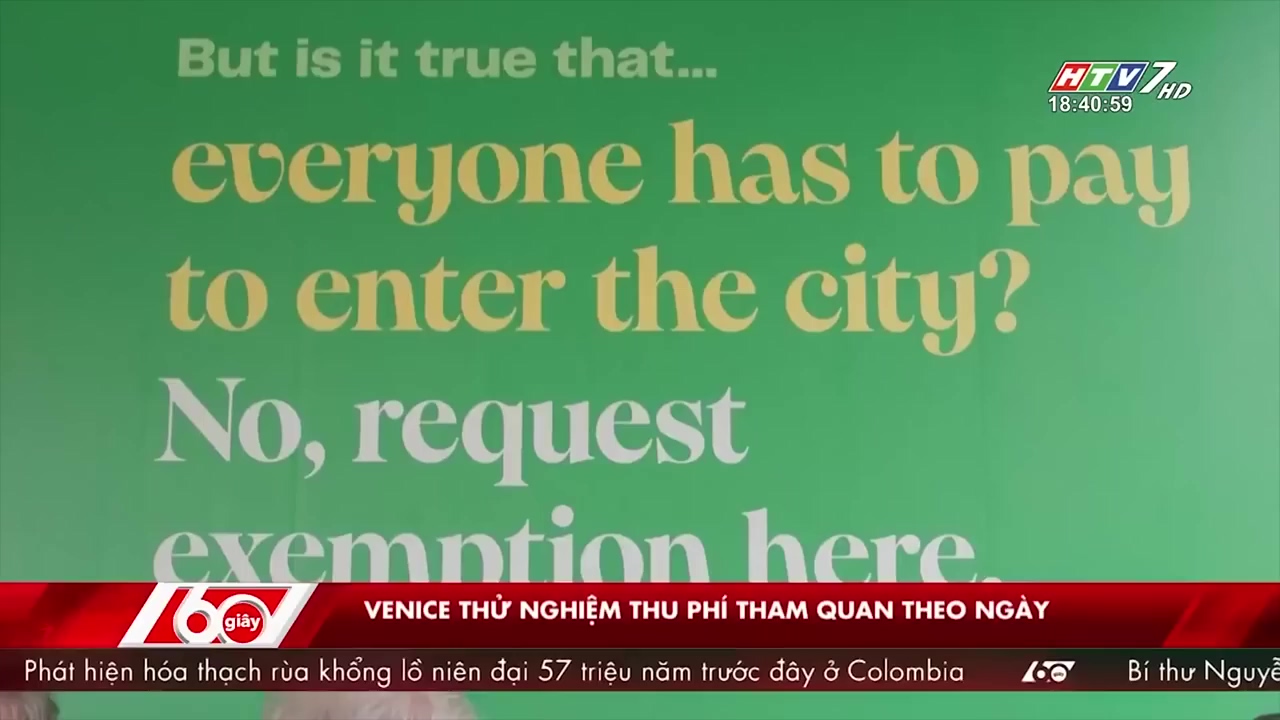 But is it true that...
HTV7 HD
18:40:59
everyone has to pay
to enter the city?
No, request
exemption here.
60 giây
VENICE THỬ NGHIỆM THU PHÍ THAM QUAN THEO NGÀY
Phát hiện hóa thạch rùa khổng lồ niên đại 57 triệu năm trước đây ở Colombia 60 giây Bí thư